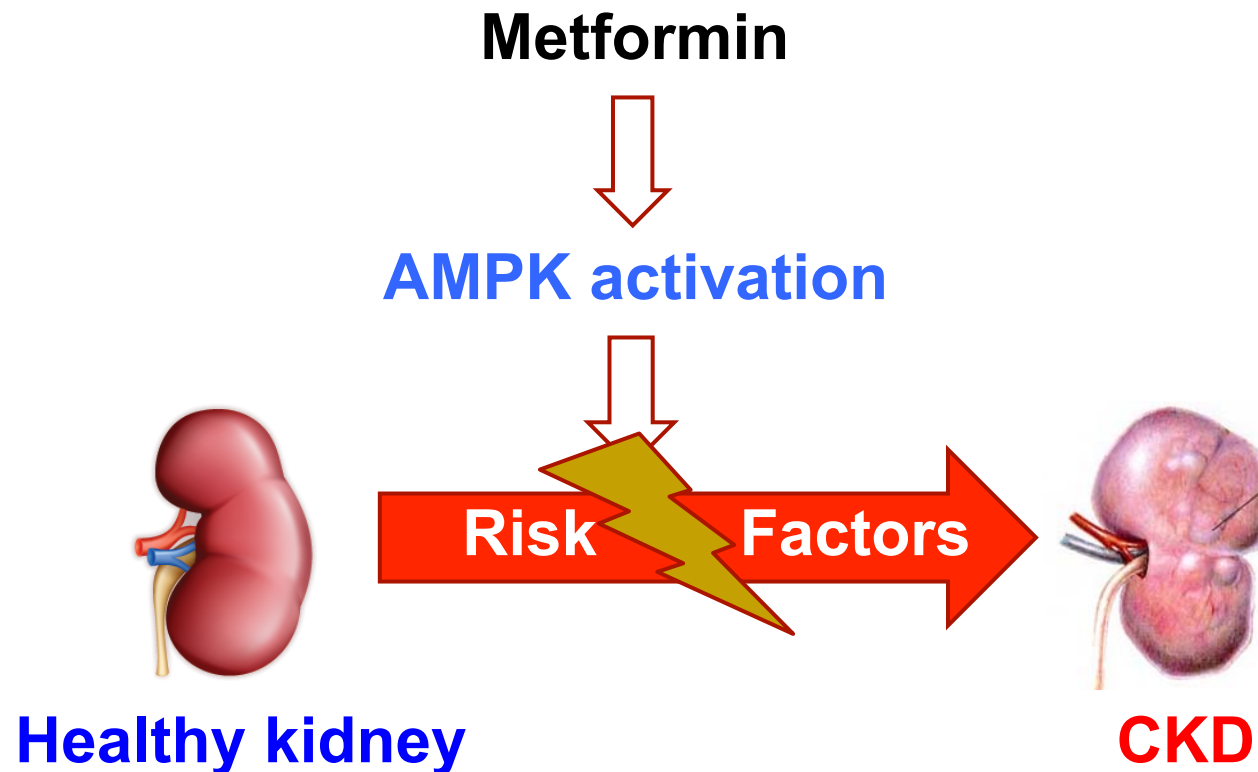 Metformin
AMPK activation
Risk Factors
Healthy kidney
CKD